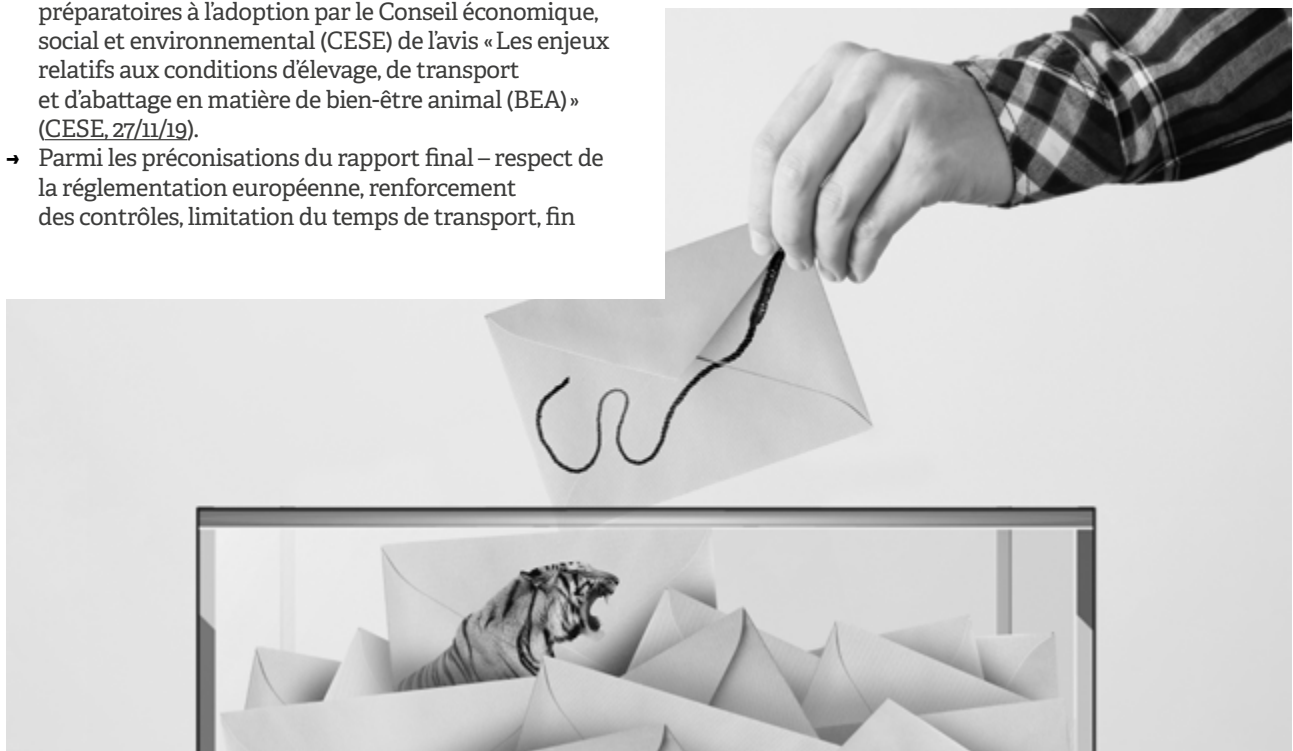 préparatoires à l'adoption par le Conseil économique,
social et environnemental (CESE) de l'avis « Les enjeux
relatifs aux conditions d'élevage, de transport
et d'abattage en matière de bien-être animal (BEA) »
(CESE, 27/11/19).
→ Parmi les préconisations du rapport final – respect de
la réglementation européenne, renforcement
des contrôles, limitation du temps de transport, fin